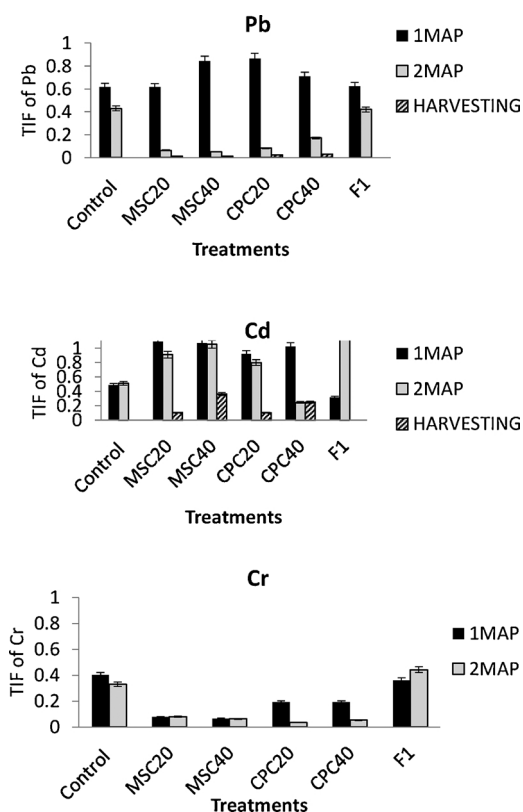 Pb
TIF of Pb
1
0.8
0.6
0.4
0.2
0
Control
MSC20
MSC40
CPC20
CPC40
F1
Treatments
1MAP
2MAP
HARVESTING
Cd
TIF of Cd
1
0.8
0.6
0.4
0.2
0
Control
MSC20
MSC40
CPC20
CPC40
F1
Treatments
1MAP
2MAP
HARVESTING
Cr
TIF of Cr
1
0.8
0.6
0.4
0.2
0
Control
MSC20
MSC40
CPC20
CPC40
F1
Treatments
1MAP
2MAP